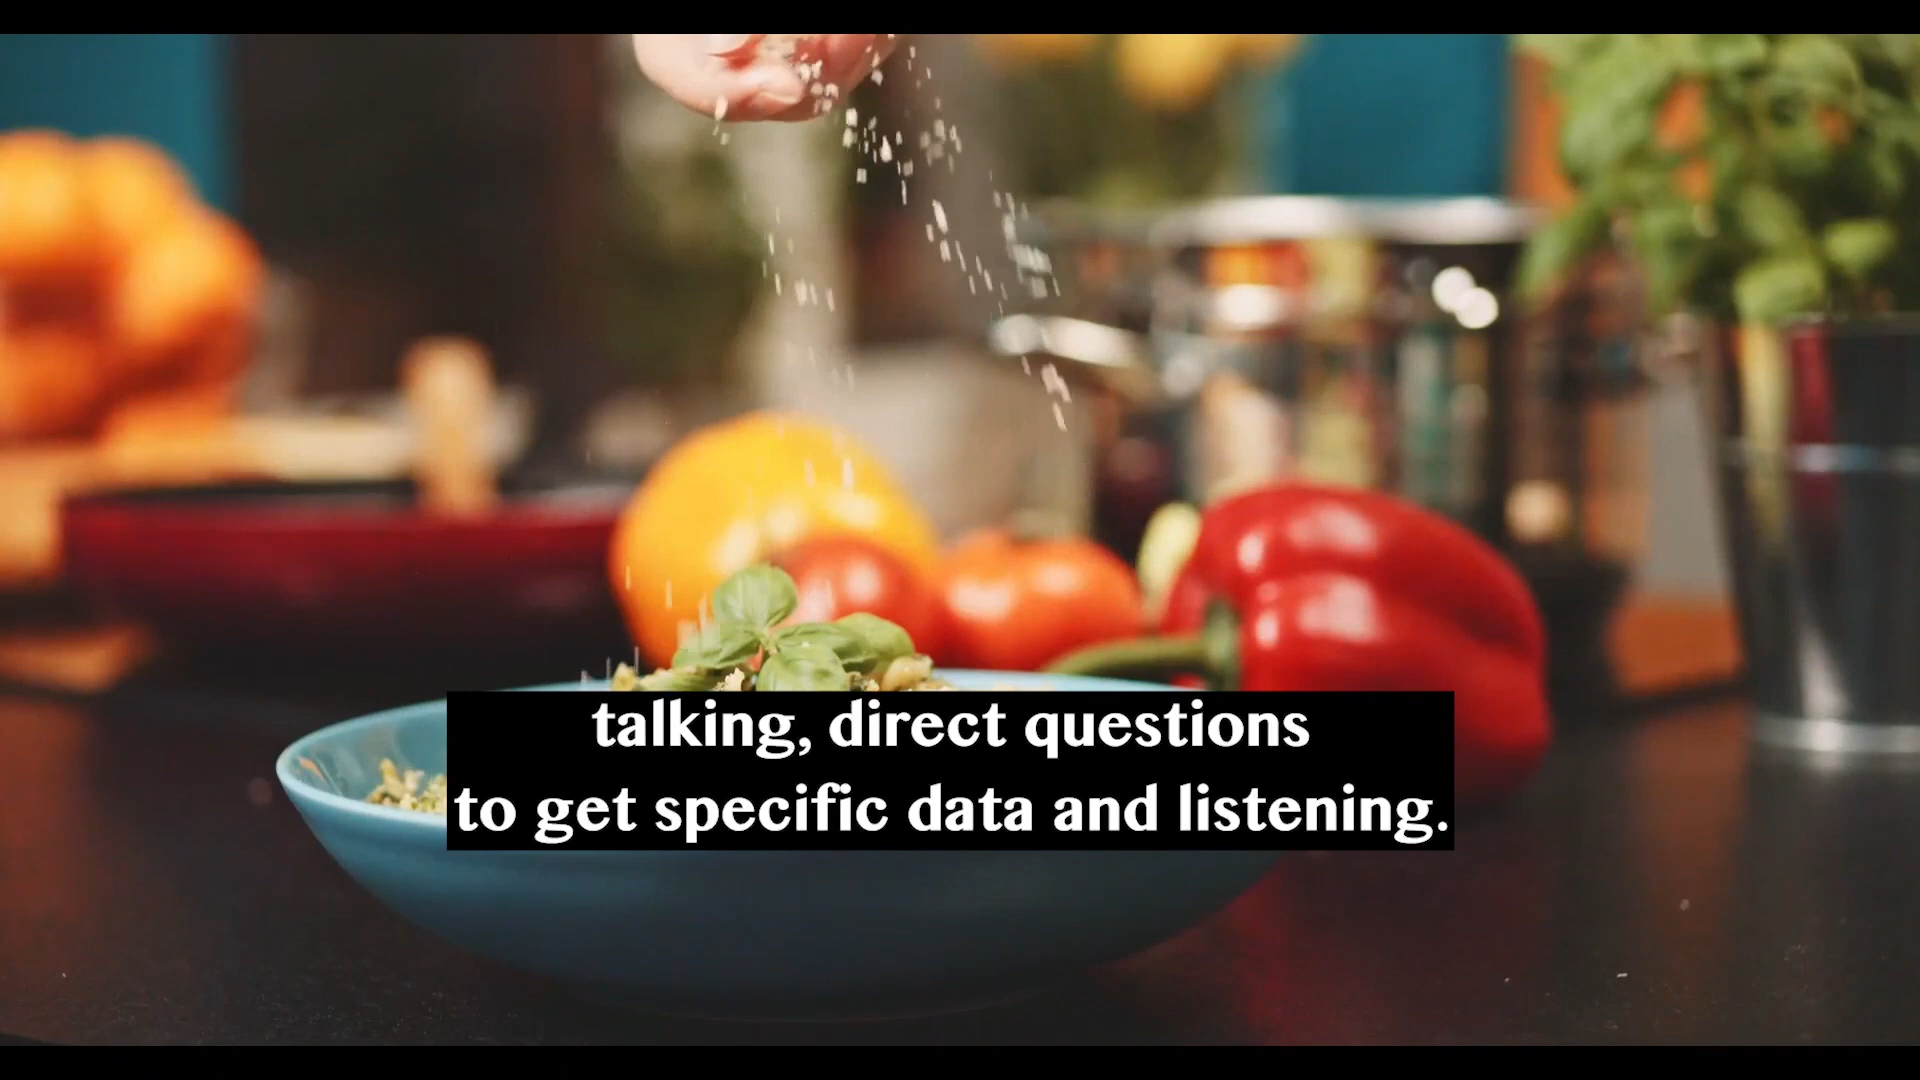 talking, direct questions
to get specific data and listening.